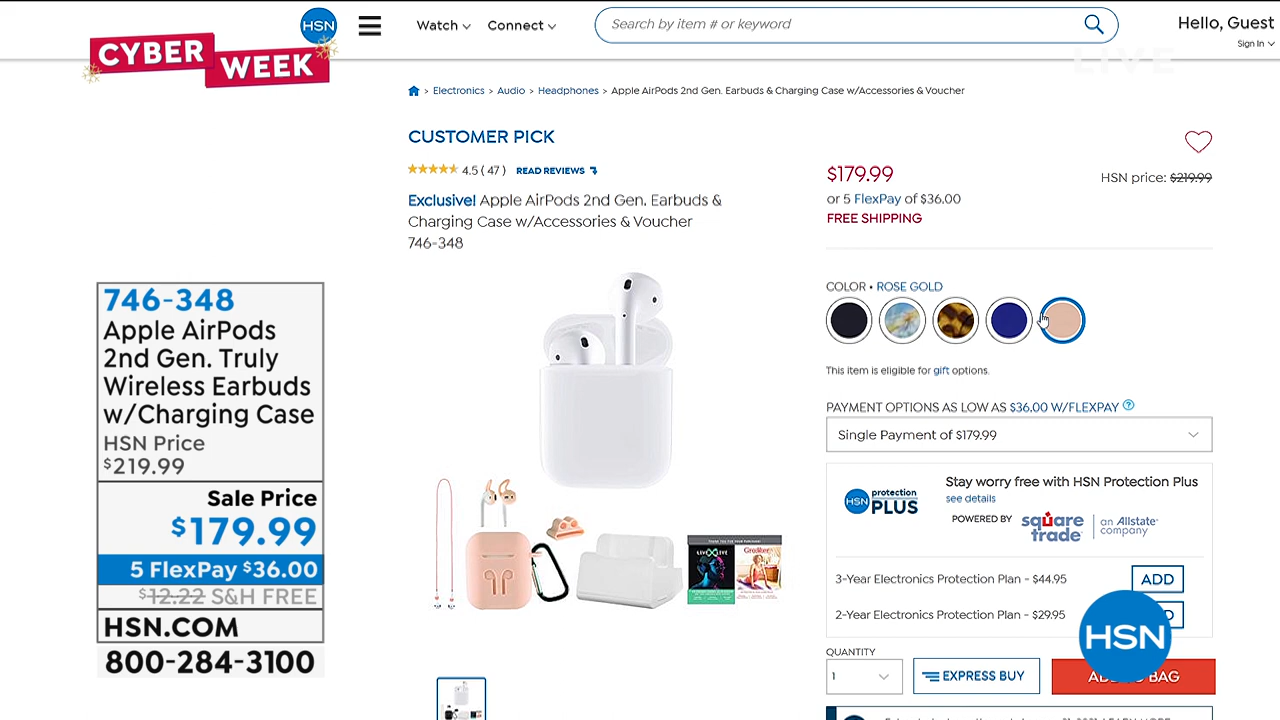 HSN
CYBER
WEEK
Watch
Connect
Search by item # or keyword
Hello, Guest
Sign In
LIVE
> Electronics > Audio > Headphones > Apple AirPods 2nd Gen. Earbuds & Charging Case w/Accessories & Voucher
CUSTOMER PICK
4.5 ( 47 ) READ REVIEWS
Exclusive! Apple AirPods 2nd Gen. Earbuds &
Charging Case w/Accessories & Voucher
746-348
$179.99
HSN price: $219.99
or 5 FlexPay of $36.00
FREE SHIPPING
COLOR • ROSE GOLD
This item is eligible for gift options.
PAYMENT OPTIONS AS LOW AS $36.00 W/FLEXPAY ?
Single Payment of $179.99
HSN protection PLUS
Stay worry free with HSN Protection Plus
see details
POWERED BY square trade | an Allstate company
3-Year Electronics Protection Plan - $44.95
ADD
2-Year Electronics Protection Plan - $29.95
HSN
QUANTITY
1
EXPRESS BUY
BAG
746-348
Apple AirPods
2nd Gen. Truly
Wireless Earbuds
w/Charging Case
HSN Price
$219.99
Sale Price
$179.99
5 FlexPay $36.00
$12.22 S&H FREE
HSN.COM
800-284-3100